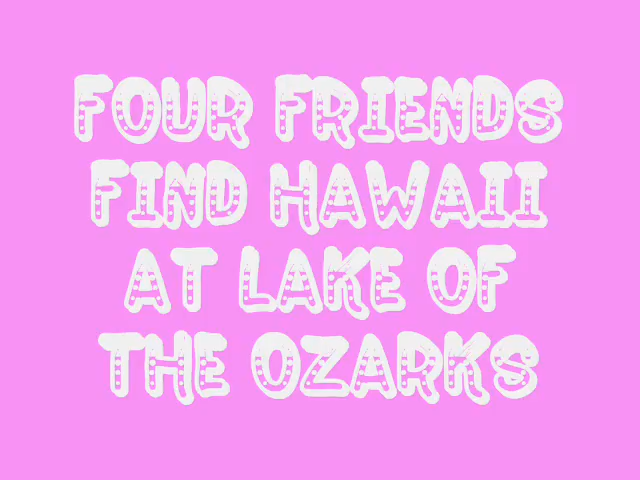 FOUR FRIENDS
FIND HAWAII
AT LAKE OF
THE OZARKS